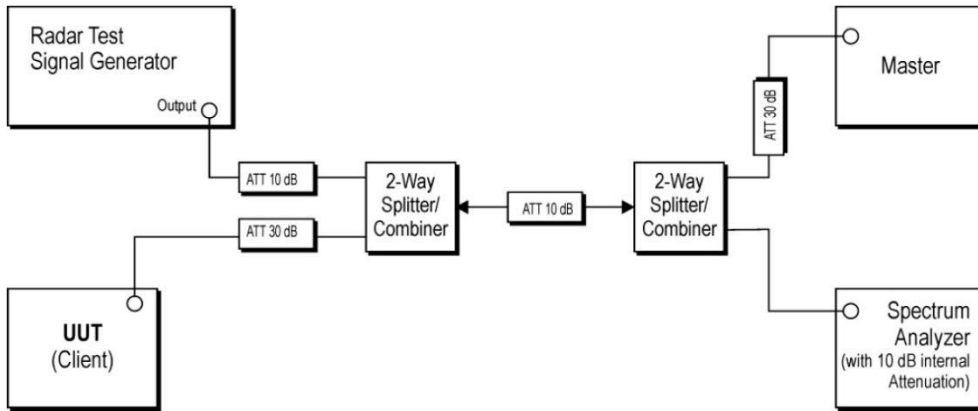 Radar Test
Signal Generator
Output
ATT 10 dB
2-Way
Splitter/
Combiner
ATT 30 dB
ATT 10 dB
2-Way
Splitter/
Combiner
ATT 30 dB
Master
UUT
(Client)
Spectrum
Analyzer
(with 10 dB internal
Attenuation)